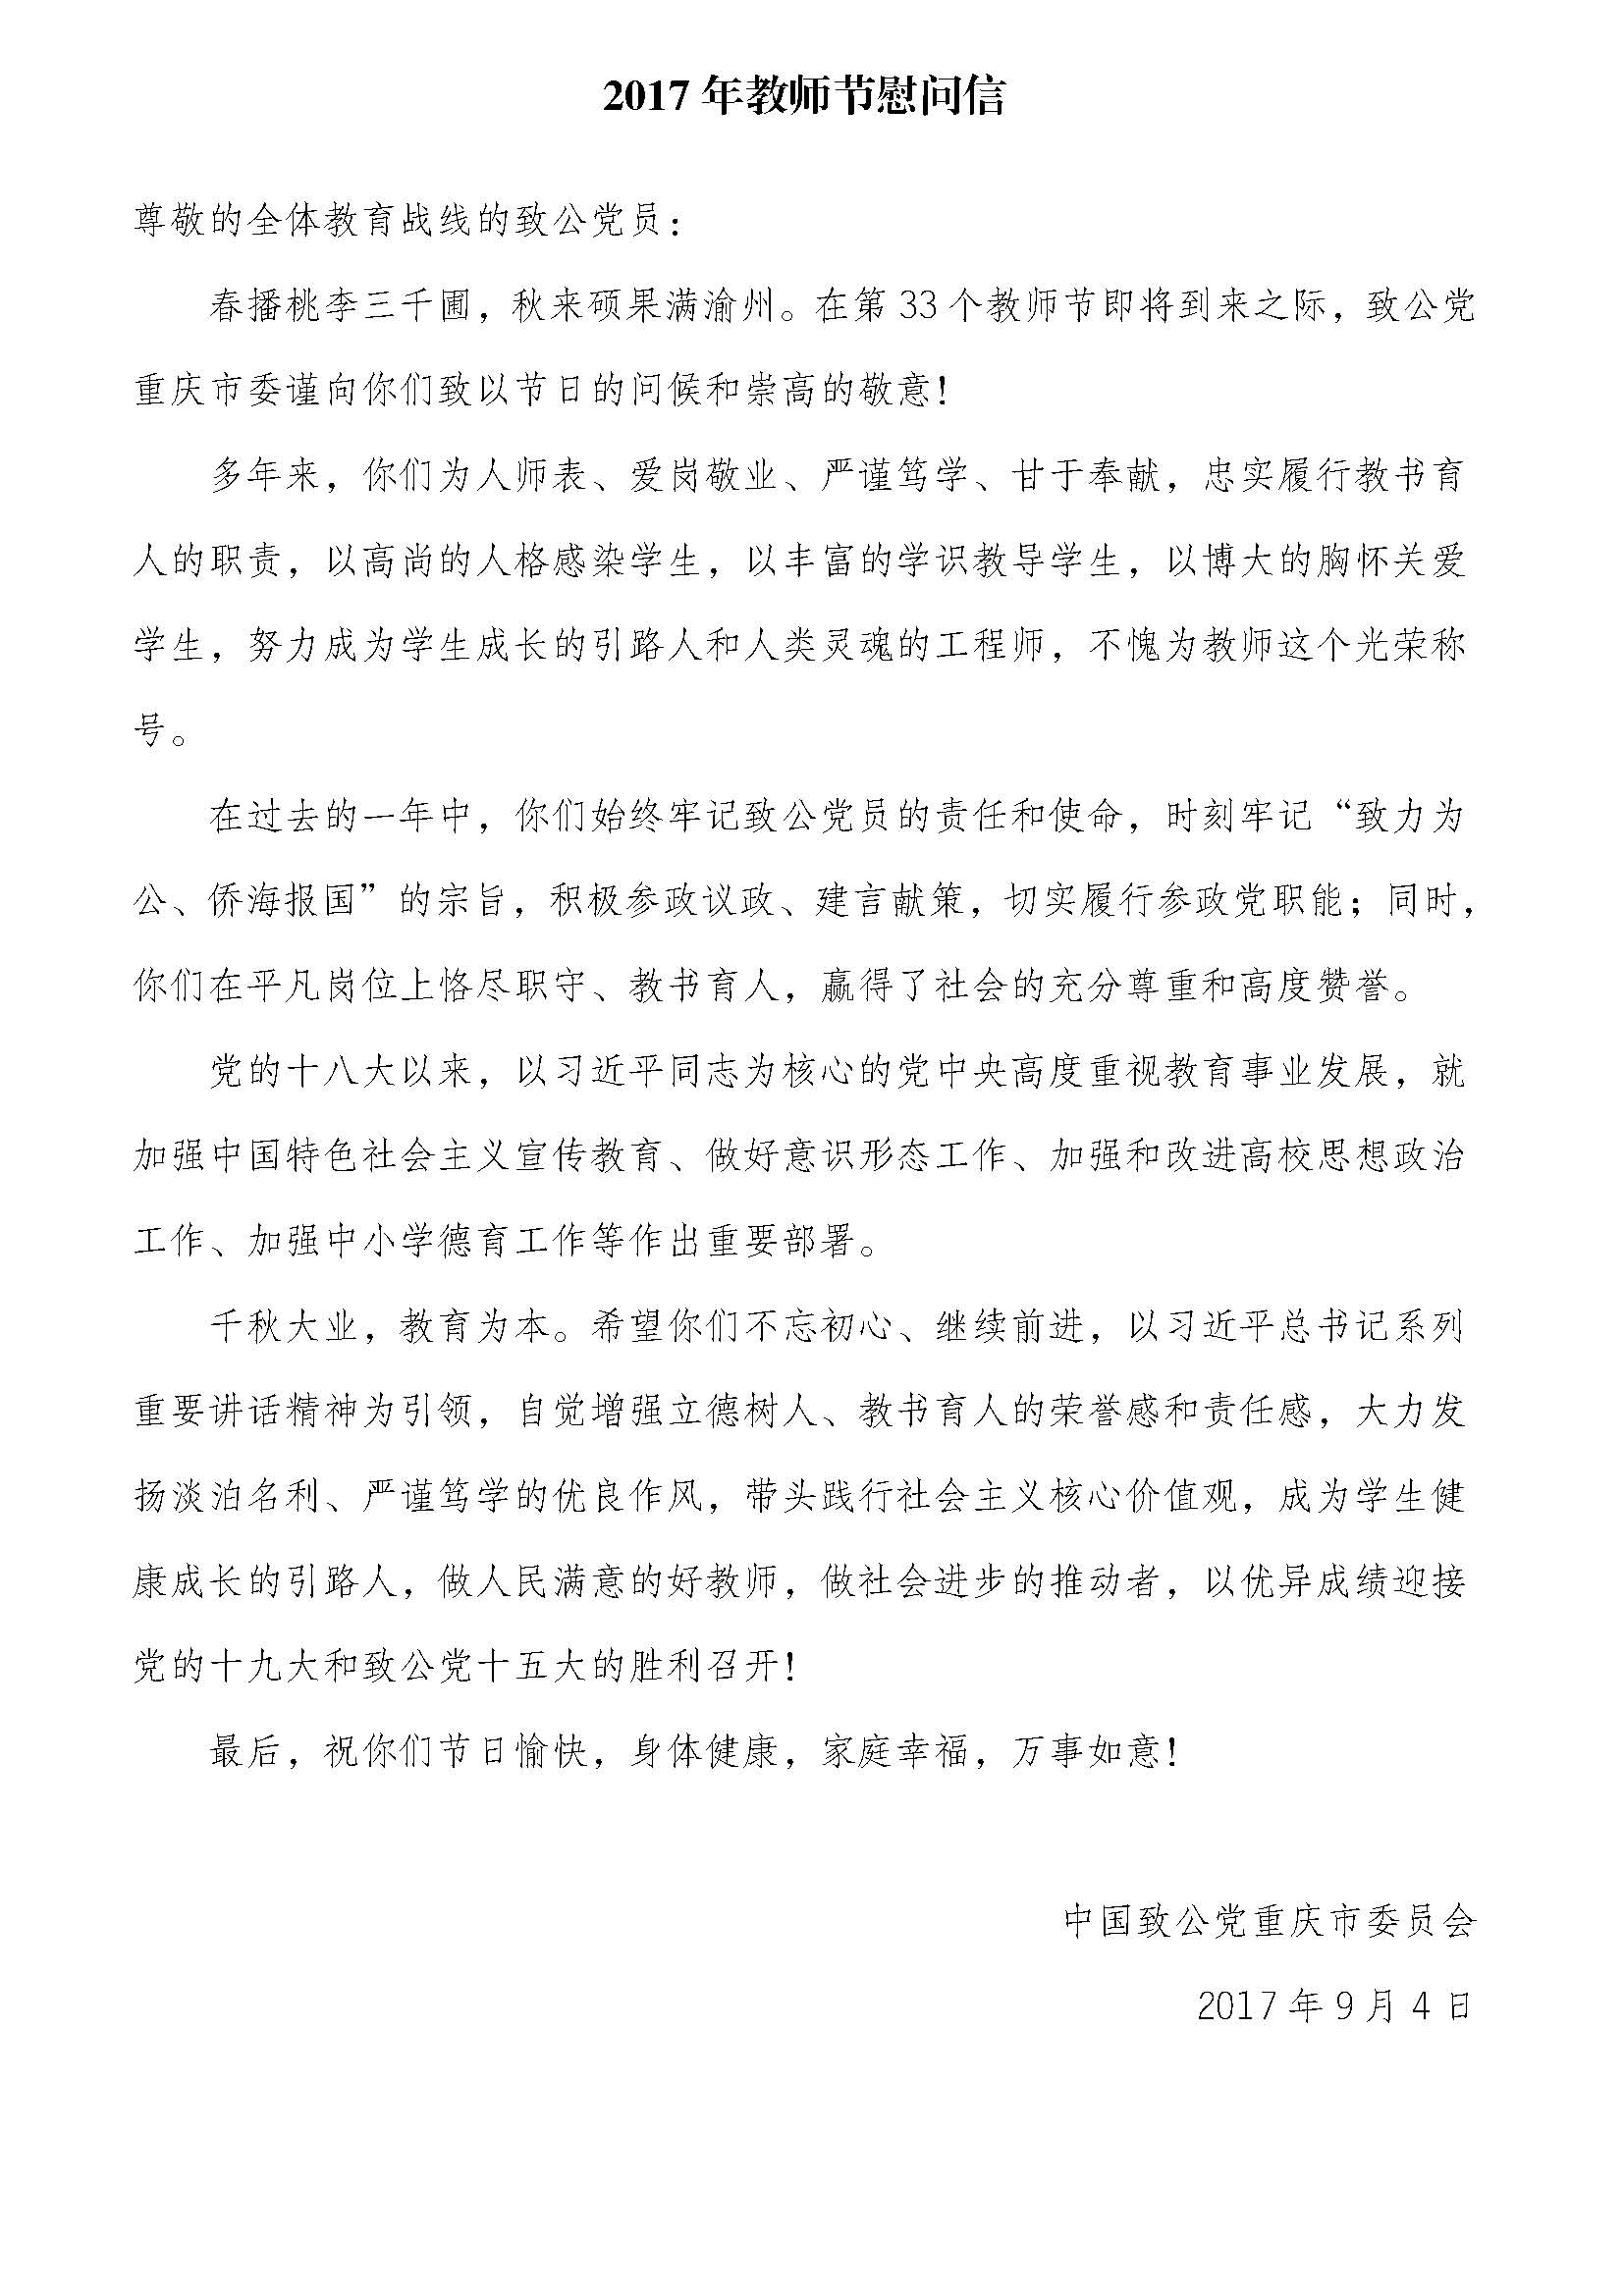 2017 年教师节慰问信
尊敬的全体教育战线的致公党员：
春播桃李三千圃，秋来硕果满渝州。在第 33 个教师节即将到来之际，致公党
重庆市委谨向你们致以节日的问候和崇高的敬意！
多年来，你们为人师表、爱岗敬业、严谨笃学、甘于奉献，忠实履行教书育
人的职责，以高尚的人格感染学生，以丰富的学识教导学生，以博大的胸怀关爱
学生，努力成为学生成长的引路人和人类灵魂的工程师，不愧为教师这个光荣称
号。
在过去的一年中，你们始终牢记致公党员的责任和使命，时刻牢记“致力为
公、侨海报国”的宗旨，积极参政议政、建言献策，切实履行参政党职能；同时，
你们在平凡岗位上恪尽职守、教书育人，赢得了社会的充分尊重和高度赞誉。
党的十八大以来，以习近平同志为核心的党中央高度重视教育事业发展，就
加强中国特色社会主义宣传教育、做好意识形态工作、加强和改进高校思想政治
工作、加强中小学德育工作等作出重要部署。
千秋大业，教育为本。希望你们不忘初心、继续前进，以习近平总书记系列
重要讲话精神为引领，自觉增强立德树人、教书育人的荣誉感和责任感，大力发
扬淡泊名利、严谨笃学的优良作风，带头践行社会主义核心价值观，成为学生健
康成长的引路人，做人民满意的好教师，做社会进步的推动者，以优异成绩迎接
党的十九大和致公党十五大的胜利召开！
最后，祝你们节日愉快，身体健康，家庭幸福，万事如意！
中国致公党重庆市委员会
2017 年 9 月 4 日